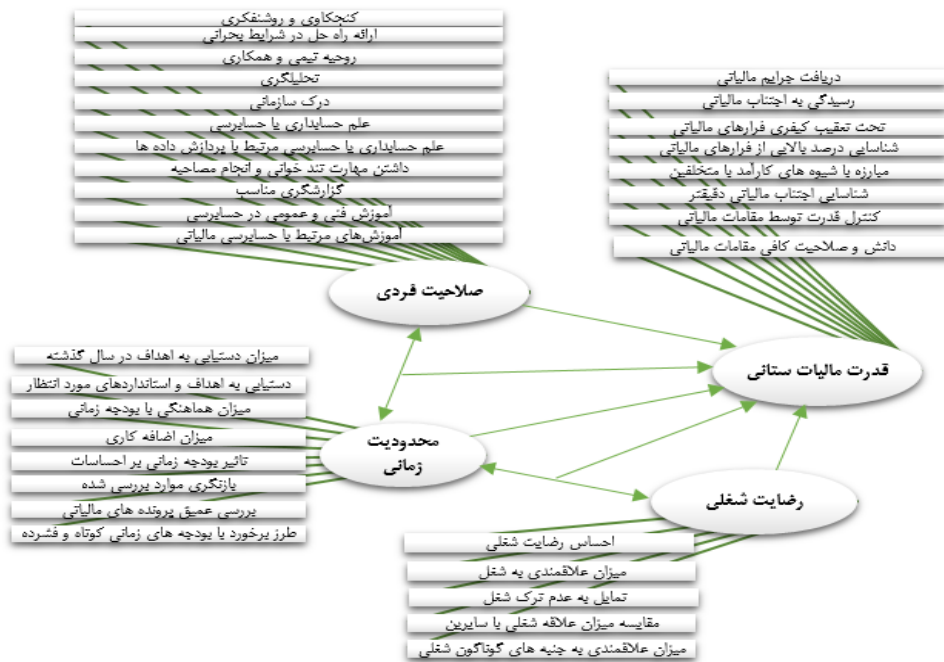 کنجکاوی و روشنفکری
ارائه راه حل در شرایط بحرانی
روحیه تیمی و همکاری
تحلیلگری
درک سازمانی
علم حسابداری یا حسابرسی
علم حسابداری یا حسابرسی مرتبط با پردازش داده ها
داشتن مهارت تند خوانی و انجام مصاحبه
گزارشگری مناسب
آموزش فنی و عمومی در حسابرسی
آموزش‌های مرتبط با حسابرسی مالیاتی
دریافت جرایم مالیاتی
رسیدگی به اجتناب مالیاتی
تحت تعقیب کیفری فرارهای مالیاتی
شناسایی درصد بالایی از فرارهای مالیاتی
مبارزه با شیوه های کارآمد با متخلفین
شناسایی اجتناب مالیاتی دقیقتر
کنترل قدرت توسط مقامات مالیاتی
دانش و صلاحیت کافی مقامات مالیاتی
صلاحیت فردی
قدرت مالیات ستانی
میزان دستیابی به اهداف در سال گذشته
دستیابی به اهداف و استانداردهای مورد انتظار
میزان هماهنگی با بودجه زمانی
میزان اضافه کاری
تاثیر بودجه زمانی بر احساسات
بازنگری موارد بررسی شده
بررسی عمیق پرونده های مالیاتی
طرز برخورد با بودجه های زمانی کوتاه و فشرده
محدودیت
زمانی
رضایت شغلی
احساس رضایت شغلی
میزان علاقمندی به شغل
تمایل به عدم ترک شغل
مقایسه میزان علاقه شغلی با سایرین
میزان علاقمندی به جنبه های گوناگون شغلی